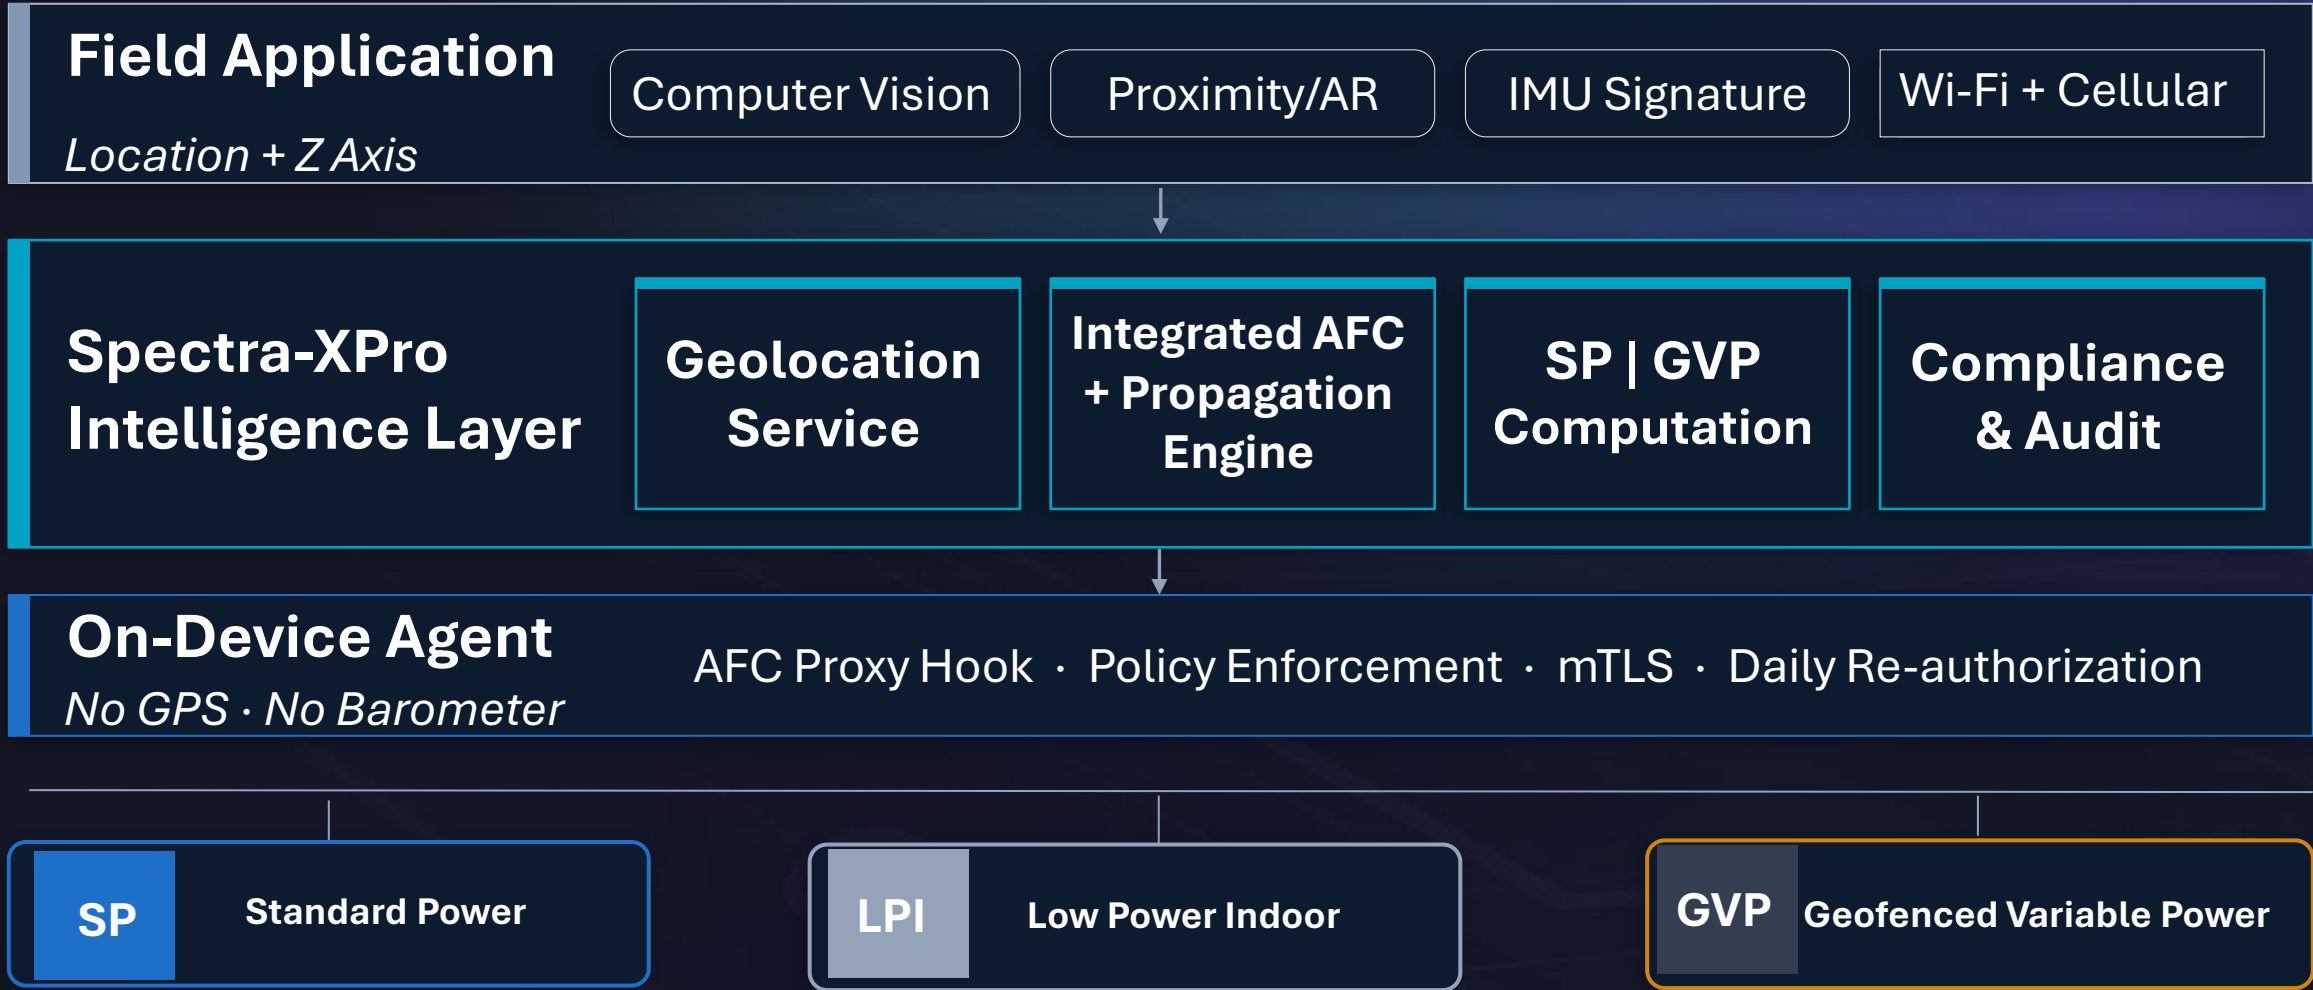 Field Application
Location + Z Axis
Computer Vision
Proximity/AR
IMU Signature
Wi-Fi + Cellular
Spectra-XPro
Intelligence Layer
Geolocation
Service
Integrated AFC
+ Propagation
Engine
SP | GVP
Computation
Compliance
& Audit
On-Device Agent
No GPS · No Barometer
AFC Proxy Hook · Policy Enforcement · mTLS · Daily Re-authorization
SP
Standard Power
LPI
Low Power Indoor
GVP
Geofenced Variable Power